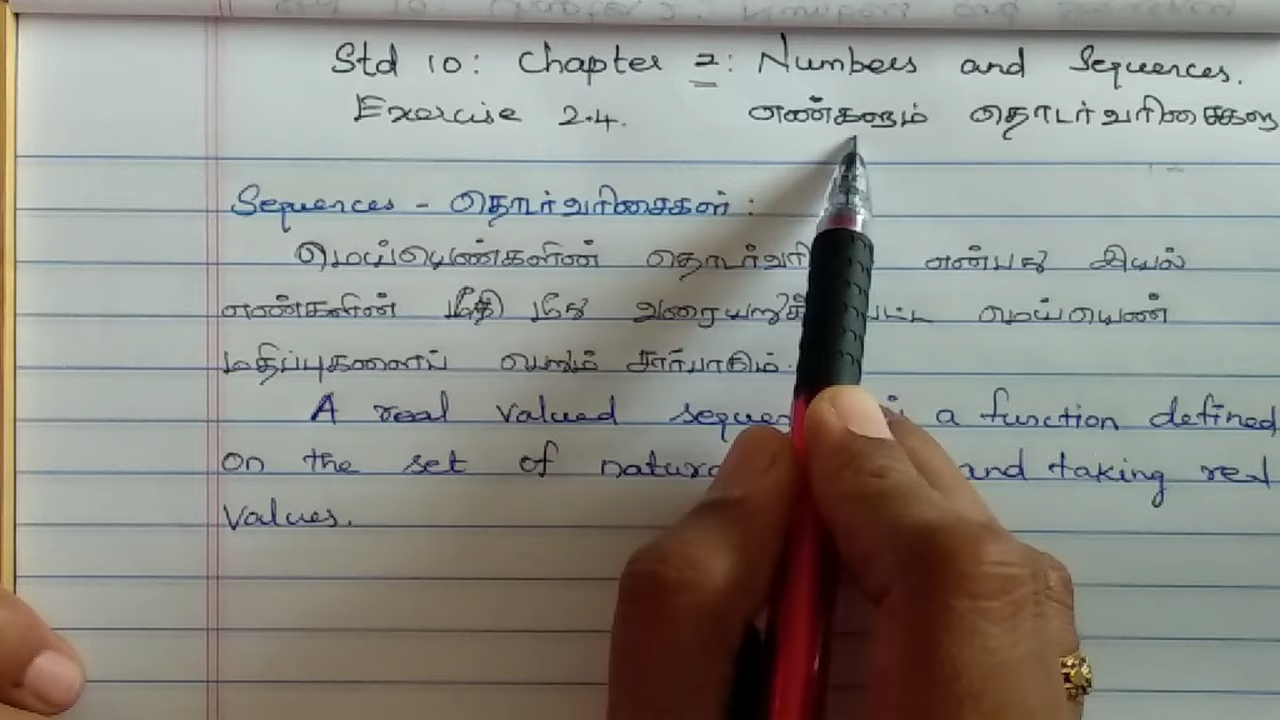 Std 10: Chapter 2: Numbers and Sequences.
Exercise 2.4. எண்களும் தொடர்வரிசைகளு
Sequences - தொடர்வரிசைகள் :
மெய்யெண்களின் தொடர்வரி என்பது இயல்
எண்களின் மீது வரையறுக் பட்ட மெய்யெண்
மதிப்புகளைப் பெறும் சார்பாகும்.
A real valued seque a function defined
on the set of natura and taking real
values.